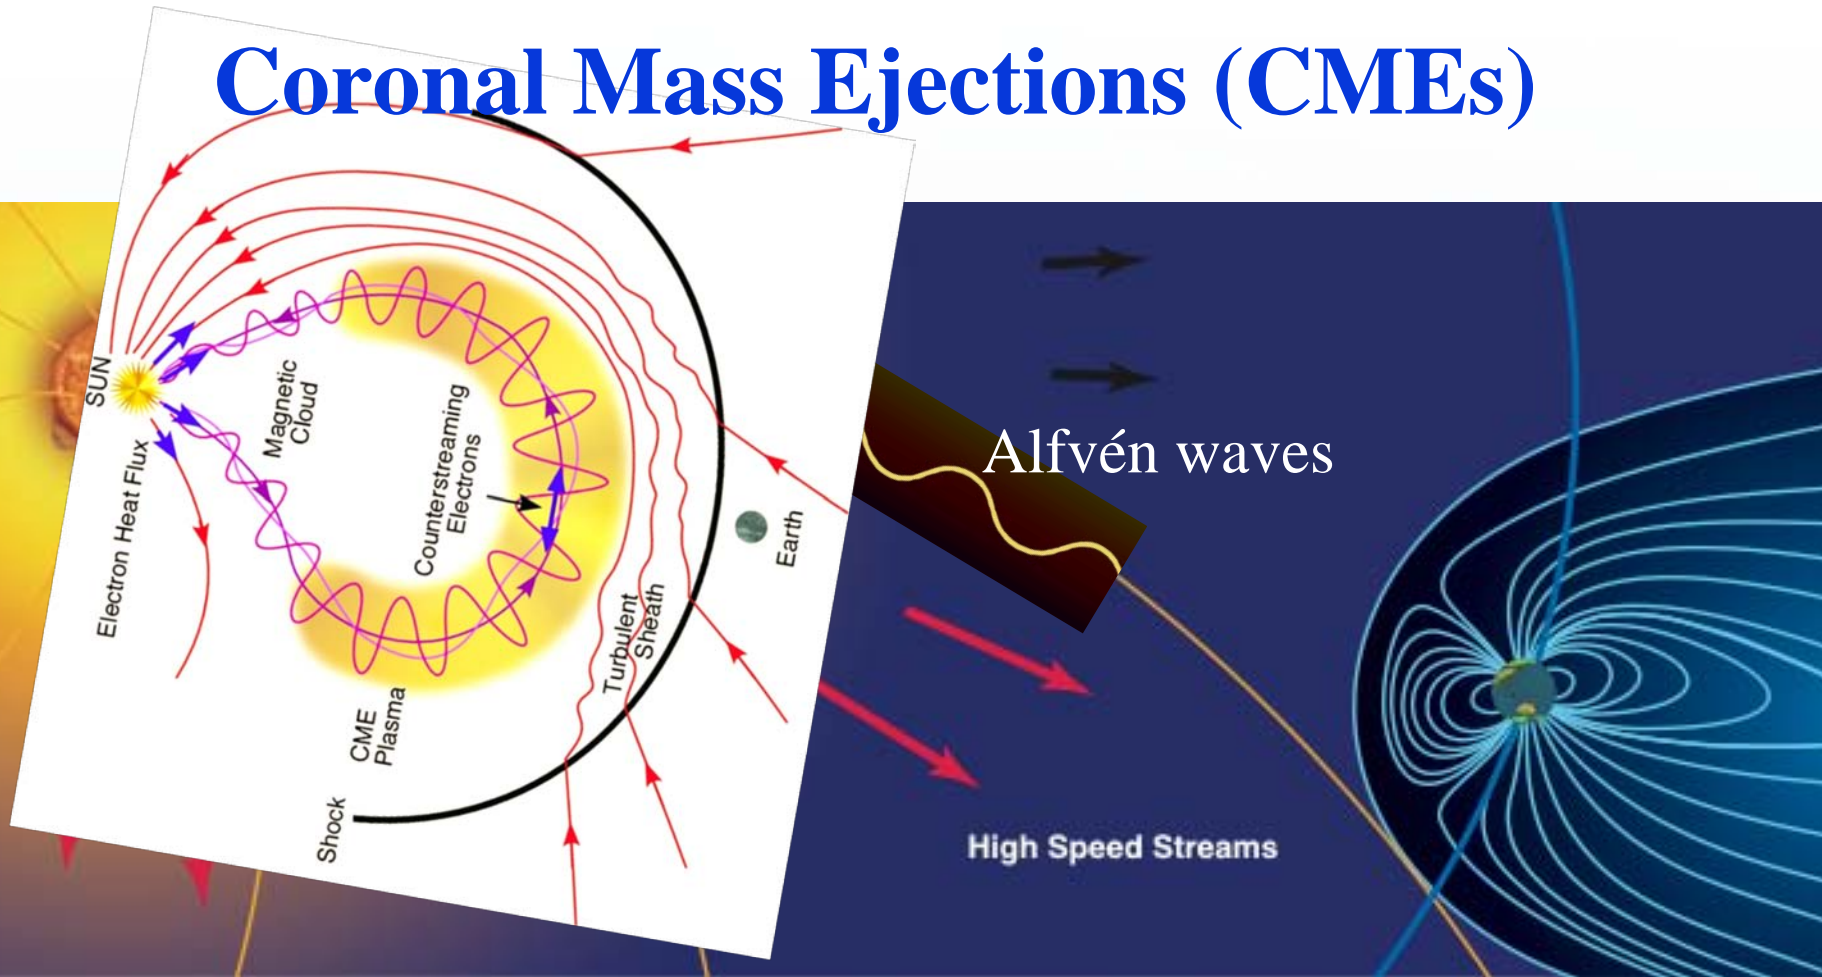 Coronal Mass Ejections (CMEs)
SUN
Magnetic
Cloud
Electron Heat Flux
Counterstreaming
Electrons
CME
Plasma
Turbulent
Sheath
Shock
Earth
Alfvén waves
High Speed Streams